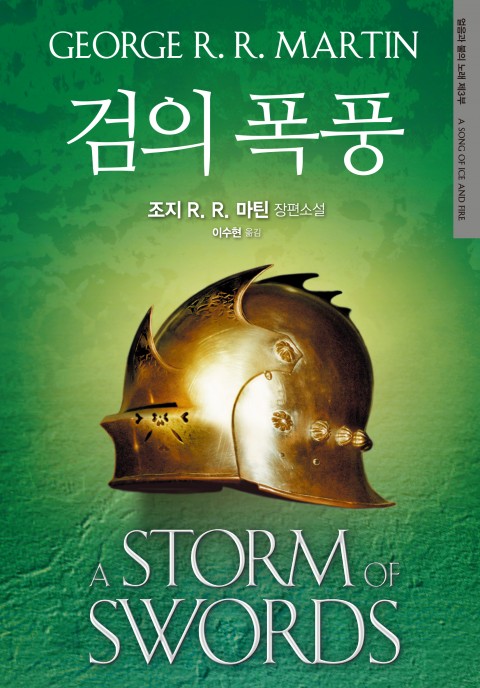 GEORGE R. R. MARTIN
얼음과 불의 노래 제3부 A SONG OF ICE AND FIRE
검의 폭풍
조지 R. R. 마틴 장편소설
이수현 옮김
A STORM OF
SWORDS